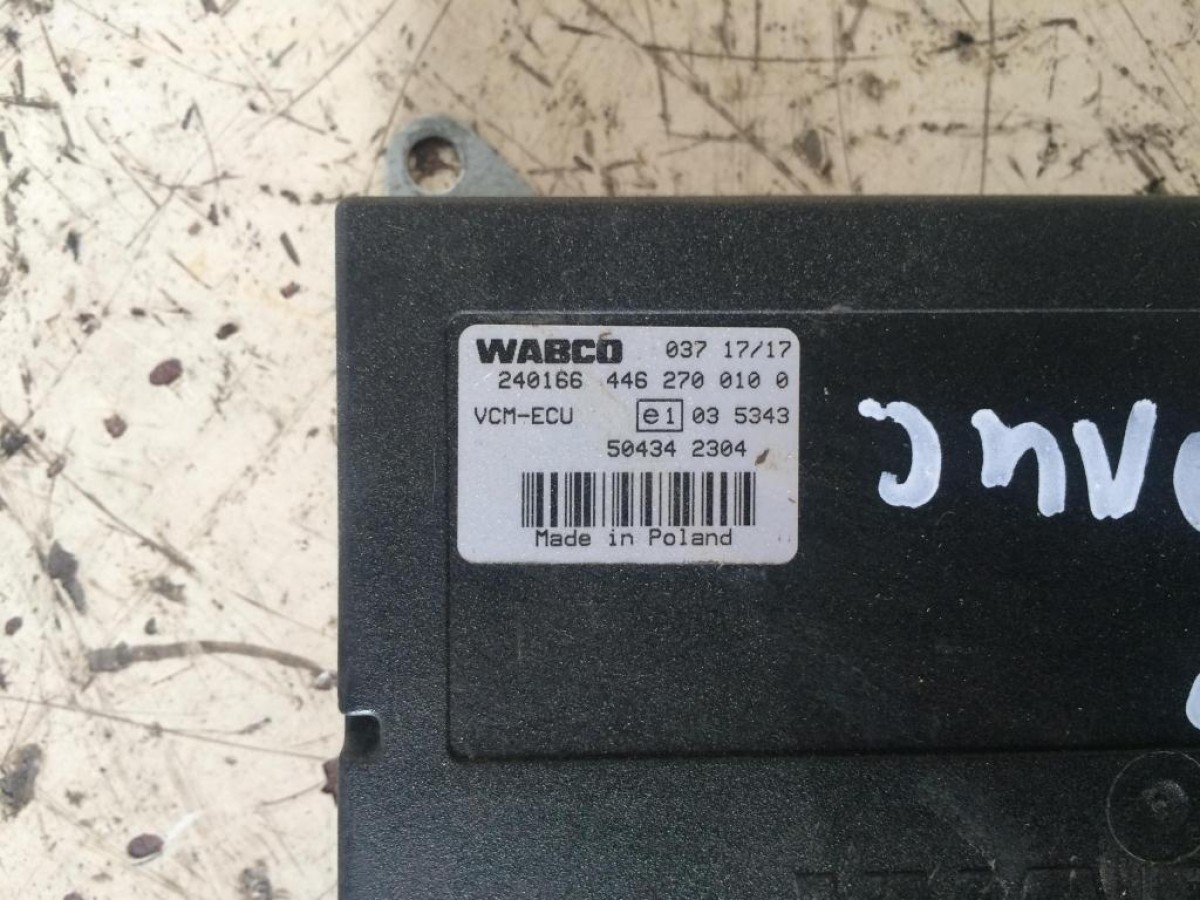 WABCO 037 17/17
240166 446 270 010 0
VCM-ECU e1 03 5343
50434 2304
Made in Poland